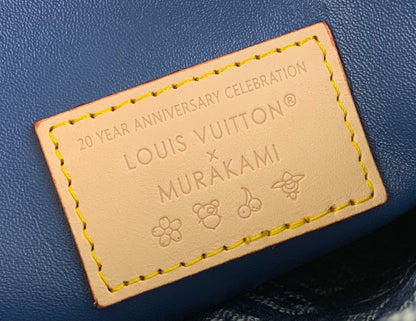 20 YEAR ANNIVERSARY CELEBRATION
LOUIS VUITTON®
×
MURAKAMI